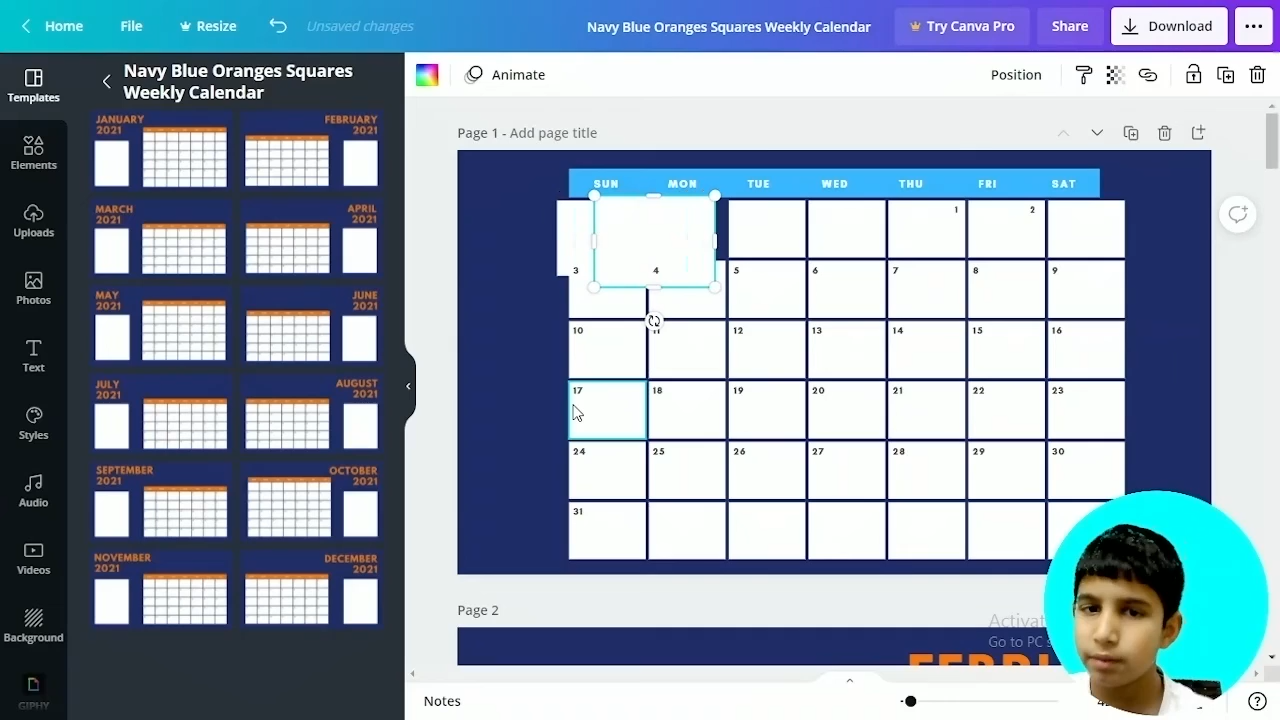 Home
File
Resize
Unsaved changes
Navy Blue Oranges Squares Weekly Calendar
Try Canva Pro
Share
Download
Templates
Elements
Uploads
Photos
Text
Styles
Audio
Videos
Background
GIPHY
Navy Blue Oranges Squares
Weekly Calendar
JANUARY
2021
FEBRUARY
2021
MARCH
2021
APRIL
2021
MAY
2021
JUNE
2021
JULY
2021
AUGUST
2021
SEPTEMBER
2021
OCTOBER
2021
NOVEMBER
2021
DECEMBER
2021
Animate
Position
Page 1 - Add page title
SUN MON TUE WED THU FRI SAT
1 2
3 4 5 6 7 8 9
10 11 12 13 14 15 16
17 18 19 20 21 22 23
24 25 26 27 28 29 30
31
Page 2
Go to PC
Notes